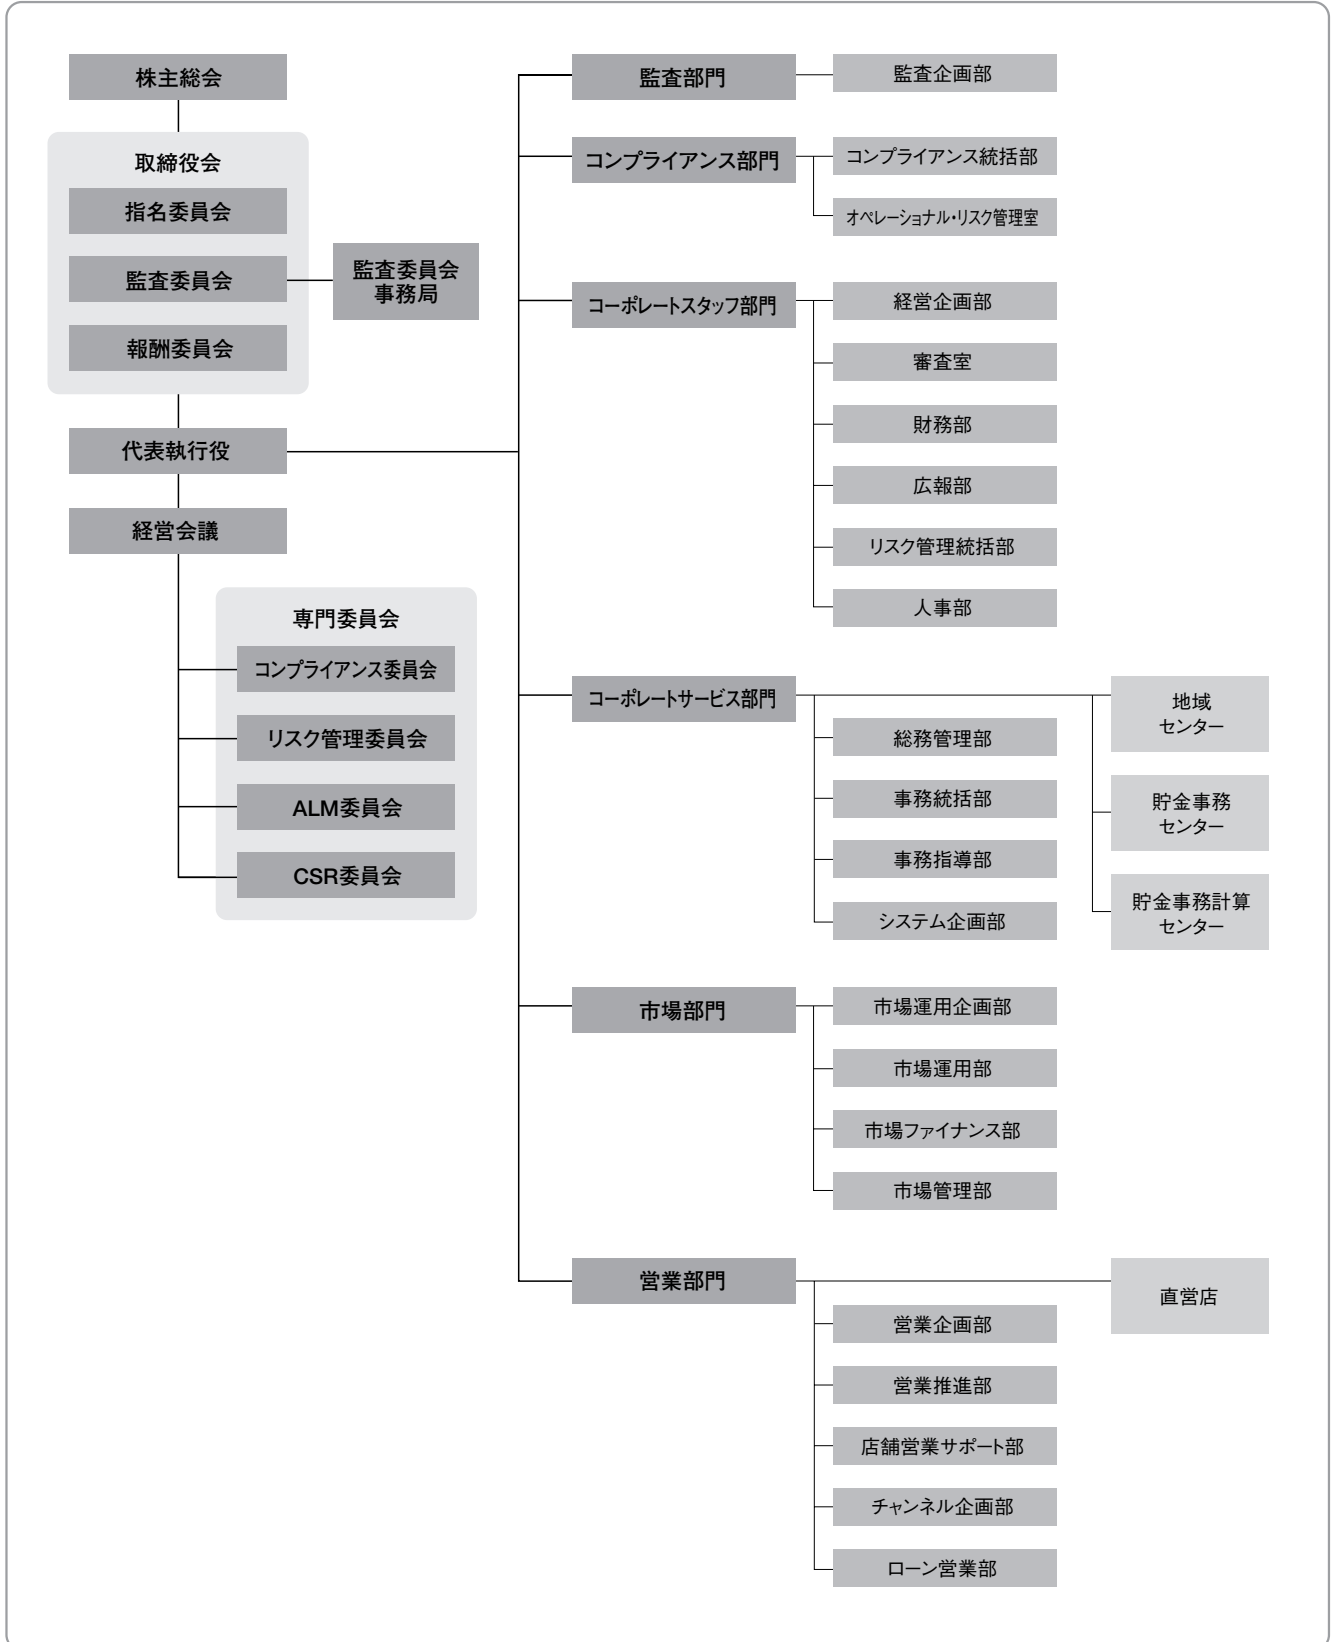 株主総会
取締役会
指名委員会
監査委員会
監査委員会
事務局
報酬委員会
代表執行役
経営会議
専門委員会
コンプライアンス委員会
リスク管理委員会
ALM委員会
CSR委員会
監査部門
監査企画部
コンプライアンス部門
コンプライアンス統括部
オペレーショナル・リスク管理室
コーポレートスタッフ部門
経営企画部
審査室
財務部
広報部
リスク管理統括部
人事部
コーポレートサービス部門
総務管理部
事務統括部
事務指導部
システム企画部
地域
センター
貯金事務
センター
貯金事務計算
センター
市場部門
市場運用企画部
市場運用部
市場ファイナンス部
市場管理部
営業部門
営業企画部
営業推進部
店舗営業サポート部
チャンネル企画部
ローン営業部
直営店